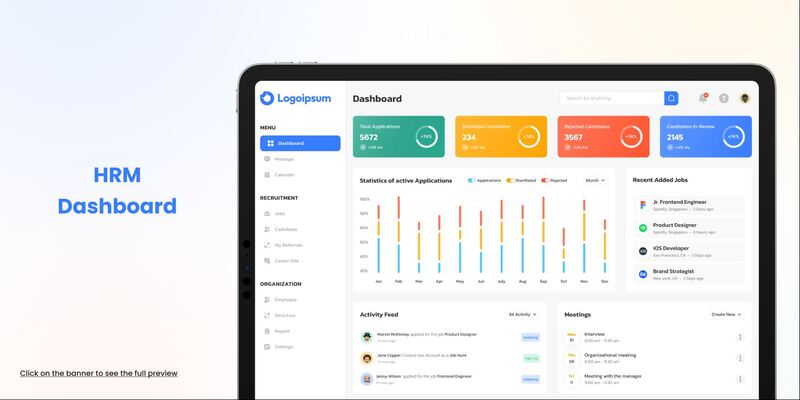 HRM
Dashboard
Click on the banner to see the full preview
Logoipsum
MENU
Dashboard
Message
Calender
RECRUITMENT
Jobs
Cadidates
My Referrals
Career Site
ORGANIZATION
Employee
Structure
Report
Settings
Dashboard
Search by anything
Total Applications
5672
+74%
+14% Inc
Shortlisted Candidates
234
+74%
+14% Inc
Rejected Candidates
3567
+74%
+14% Inc
Candidates In-Review
2145
+74%
+14% Inc
Statistics of active Applications
Applications
Shortlisted
Rejected
Month
100%
80%
60%
40%
20%
Jan Feb Mar Apr May Jun July Aug Sep Oct Nov Dec
Recent Added Jobs
Jr. Frontend Engineer
Spotify, Singapore • 2 Days ago
Product Designer
Spotify, Singapore • 6 hours ago
iOS Developer
San Francisco, CA • 2 Days ago
Brand Strategist
New york, US • 2 Days ago
Activity Feed
All Activity
Marvin McKinney applied for the job Product Designer
Applying
Jane Copper Created new Account as a Job Hunt
Sign Up
Jenny Wilson applied for the job Frontend Engineer
Applying
Meetings
Create New
10
Interview
9:00 am - 11:30 am
Thu
08
Organizational meeting
9:00 am - 11:30 am
Fri
11
Meeting with the manager
9:00 am - 11:30 am